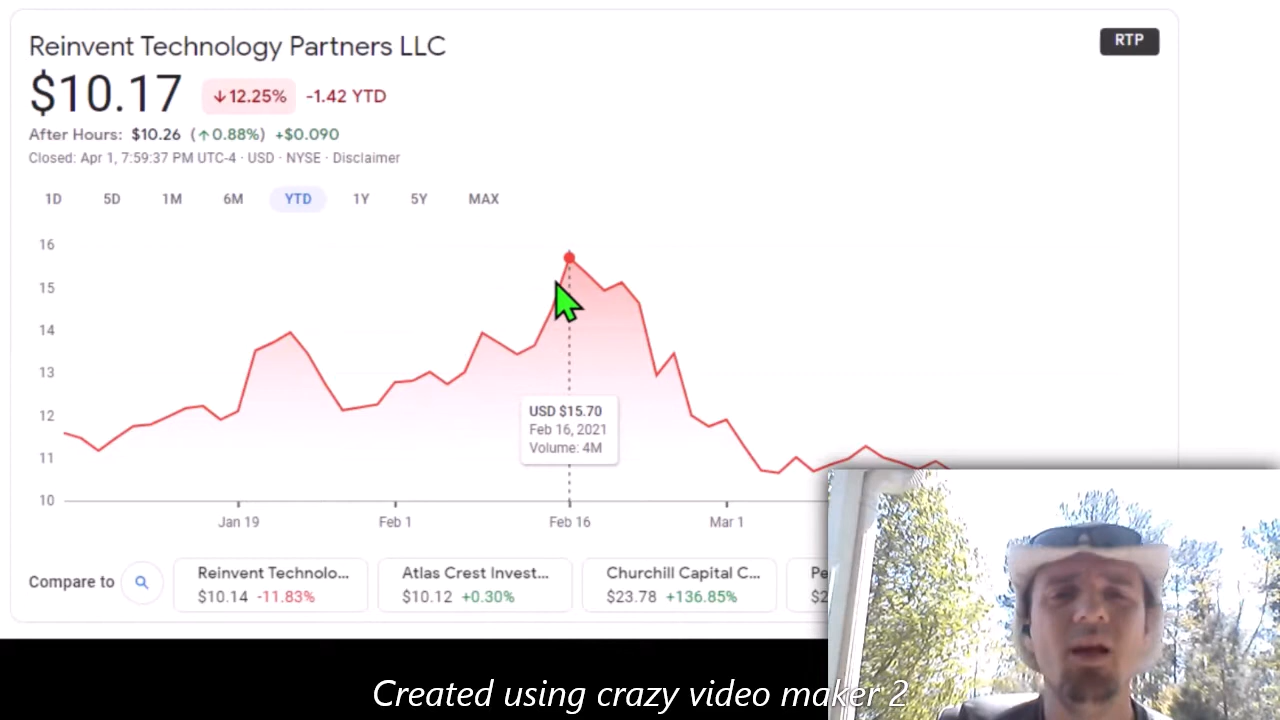 Reinvent Technology Partners LLC
RTP
$10.17 ↓12.25% -1.42 YTD
After Hours: $10.26 (↑0.88%) +$0.090
Closed: Apr 1, 7:59:37 PM UTC-4 · USD · NYSE · Disclaimer
1D 5D 1M 6M YTD 1Y 5Y MAX
16
15
14
13
12
11
10
USD $15.70
Feb 16, 2021
Volume: 4M
Jan 19 Feb 1 Feb 16 Mar 1
Compare to
Reinvent Technolo... Atlas Crest Invest... Churchill Capital C... Pe
$10.14 -11.83% $10.12 +0.30% $23.78 +136.85% $2
Created using crazy video maker 2